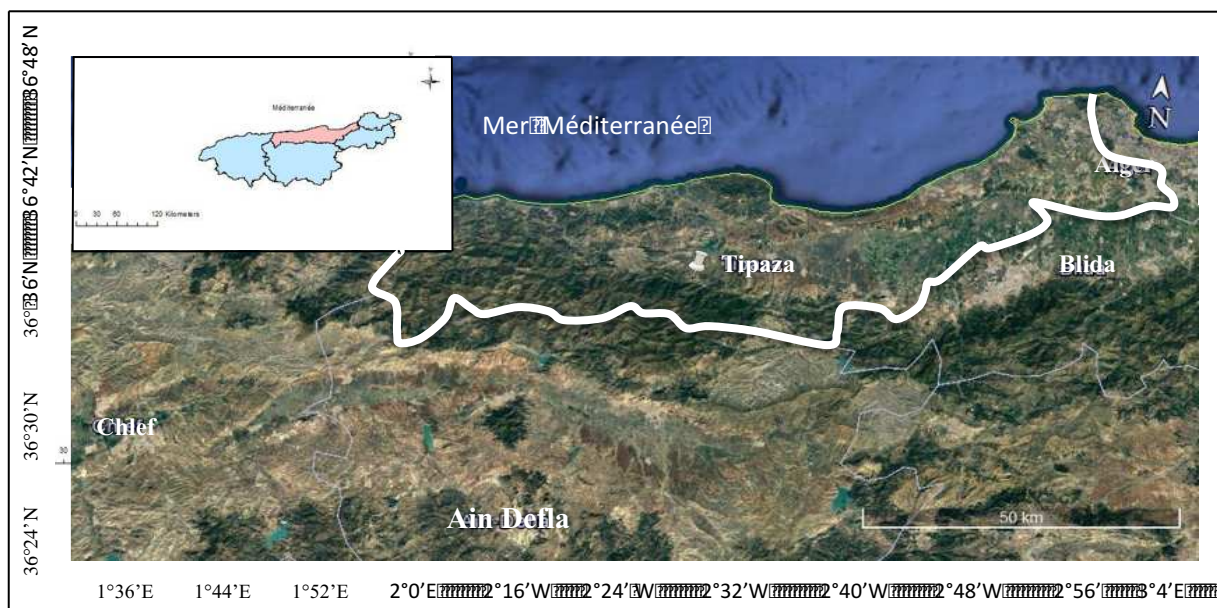 36°48' N
36°42' N
36°36' N
36°30' N
36°24' N
Méditerranée
0 30 60 120 Kilometers
Mer Méditerranée
N
Alger
Tipaza
Blida
Chlef
30
Ain Defla
50 km
1°36'E 1°44'E 1°52'E 2°0'E 2°16'W 2°24' W 2°32'W 2°40'W 2°48'W 2°56' 3°4'E